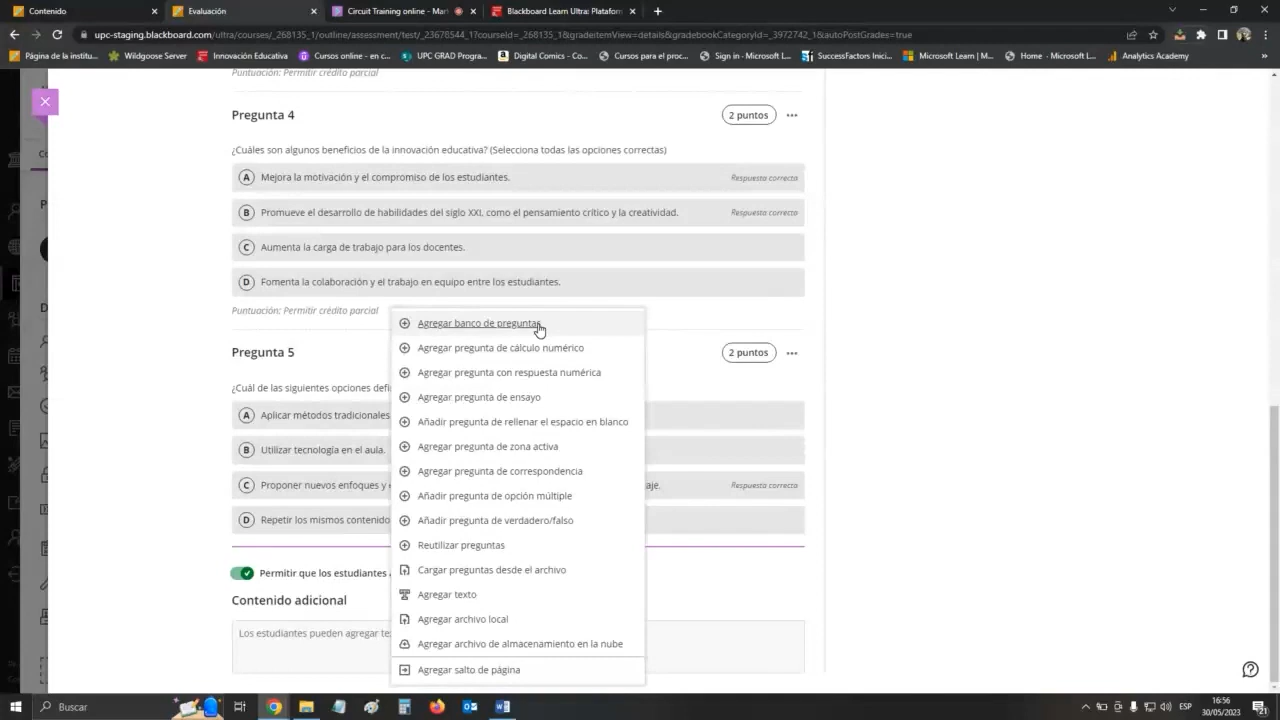 Contenido
Evaluación
Circuit Training online - Mar
Blackboard Learn Ultra: Plataform
upc-staging.blackboard.com/ultra/courses/_268135_1/outline/assessment/test/_23678544_1?courseId=_268135_1&gradeitemView=details&gradebookCategoryId=_3972742_1&autoPostGrades=true
Página de la institu...
Wildgoose Server
Innovación Educativa
Cursos online - en c...
UPC GRAD Progra...
Digital Comics - Co...
Cursos para el proc...
Sign in - Microsoft L...
SuccessFactors Inici...
Microsoft Learn | M...
Home - Microsoft L...
Analytics Academy
Puntuación: Permitir crédito parcial
Pregunta 4
2 puntos
¿Cuáles son algunos beneficios de la innovación educativa? (Selecciona todas las opciones correctas)
A Mejora la motivación y el compromiso de los estudiantes. Respuesta correcta
B Promueve el desarrollo de habilidades del siglo XXI, como el pensamiento crítico y la creatividad. Respuesta correcta
C Aumenta la carga de trabajo para los docentes.
D Fomenta la colaboración y el trabajo en equipo entre los estudiantes.
Puntuación: Permitir crédito parcial
Pregunta 5
2 puntos
¿Cuál de las siguientes opciones defi
A Aplicar métodos tradicionales
B Utilizar tecnología en el aula.
C Proponer nuevos enfoques y aje. Respuesta correcta
D Repetir los mismos contenido
Agregar banco de preguntas
Agregar pregunta de cálculo numérico
Agregar pregunta con respuesta numérica
Agregar pregunta de ensayo
Añadir pregunta de rellenar el espacio en blanco
Agregar pregunta de zona activa
Agregar pregunta de correspondencia
Añadir pregunta de opción múltiple
Añadir pregunta de verdadero/falso
Reutilizar preguntas
Cargar preguntas desde el archivo
Agregar texto
Agregar archivo local
Agregar archivo de almacenamiento en la nube
Agregar salto de página
Permitir que los estudiantes
Contenido adicional
Los estudiantes pueden agregar te
Buscar
ESP
16:56
30/05/2023
21